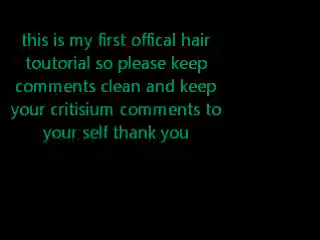 this is my first offical hair
toutorial so please keep
comments clean and keep
your critisium comments to
your self thank you